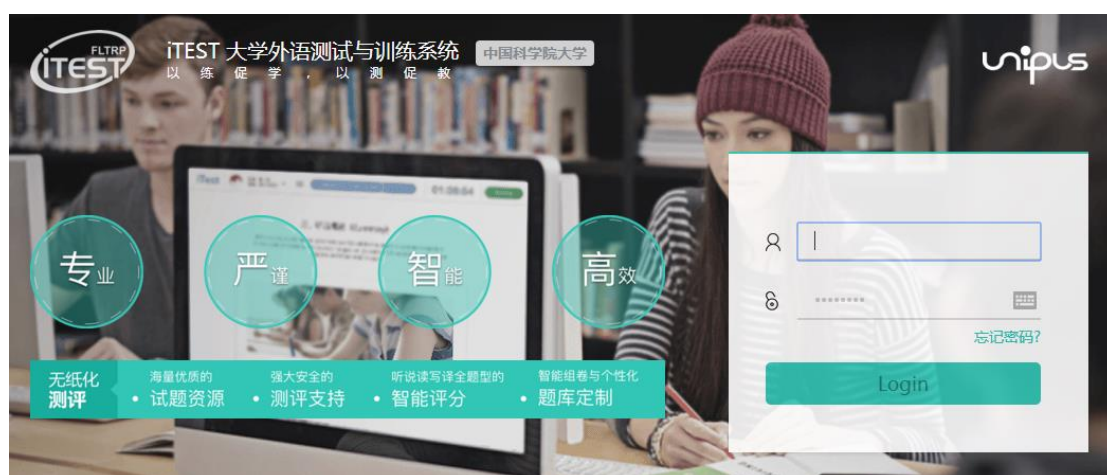 FLTRP
iTEST
iTEST 大学外语测试与训练系统 中国科学院大学
以练促学，以测促教
unipus
iTest
01:08:04
专业
严谨
智能
高效
忘记密码?
Login
无纸化
测评
海量优质的
• 试题资源
强大安全的
• 测评支持
听说读写译全题型的
• 智能评分
智能组卷与个性化
• 题库定制